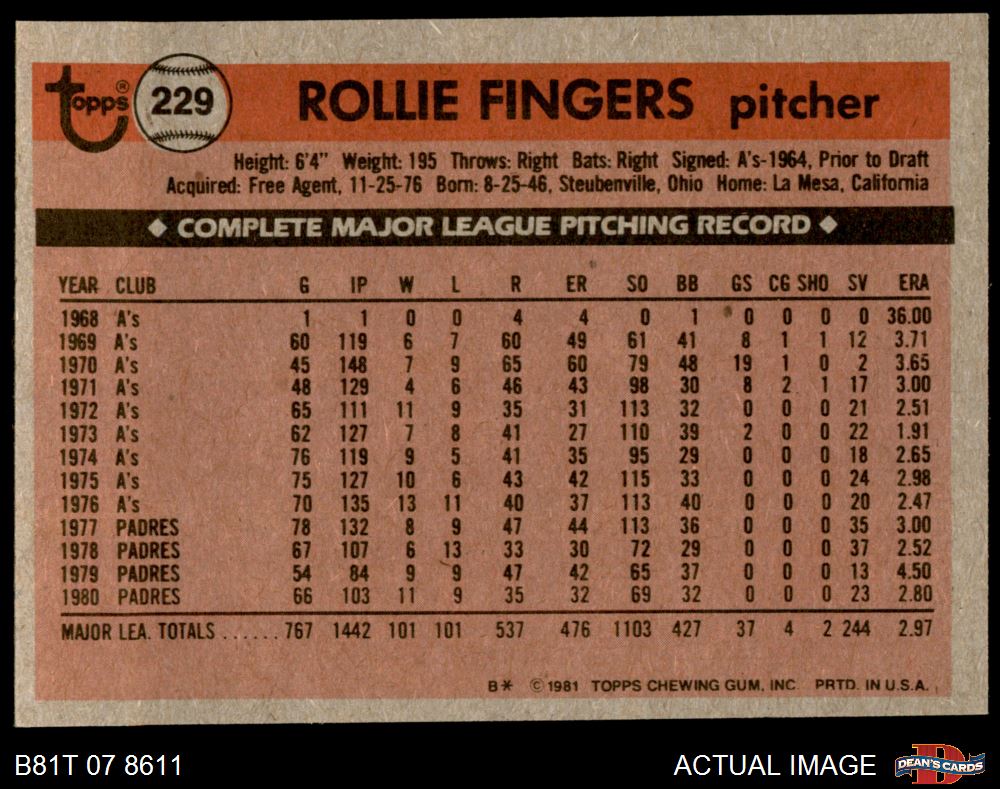 Topps® 229 ROLLIE FINGERS pitcher
Height: 6'4" Weight: 195 Throws: Right Bats: Right Signed: A's-1964, Prior to Draft
Acquired: Free Agent, 11-25-76 Born: 8-25-46, Steubenville, Ohio Home: La Mesa, California
◆ COMPLETE MAJOR LEAGUE PITCHING RECORD ◆
YEAR CLUB G IP W L R ER SO BB GS CG SHO SV ERA
1968 A's 1 1 0 0 4 4 0 1 0 0 0 0 36.00
1969 A's 60 119 6 7 60 49 61 41 8 1 1 12 3.71
1970 A's 45 148 7 9 65 60 79 48 19 1 0 2 3.65
1971 A's 48 129 4 6 46 43 98 30 8 2 1 17 3.00
1972 A's 65 111 11 9 35 31 113 32 0 0 0 21 2.51
1973 A's 62 127 7 8 41 27 110 39 2 0 0 22 1.91
1974 A's 76 119 9 5 41 35 95 29 0 0 0 18 2.65
1975 A's 75 127 10 6 43 42 115 33 0 0 0 24 2.98
1976 A's 70 135 13 11 40 37 113 40 0 0 0 20 2.47
1977 PADRES 78 132 8 9 47 44 113 36 0 0 0 35 3.00
1978 PADRES 67 107 6 13 33 30 72 29 0 0 0 37 2.52
1979 PADRES 54 84 9 9 47 42 65 37 0 0 0 13 4.50
1980 PADRES 66 103 11 9 35 32 69 32 0 0 0 23 2.80
MAJOR LEA. TOTALS ...... 767 1442 101 101 537 476 1103 427 37 4 2 244 2.97
B* © 1981 TOPPS CHEWING GUM, INC. PRTD. IN U.S.A.
B81T 07 8611 ACTUAL IMAGE DEAN'S CARDS